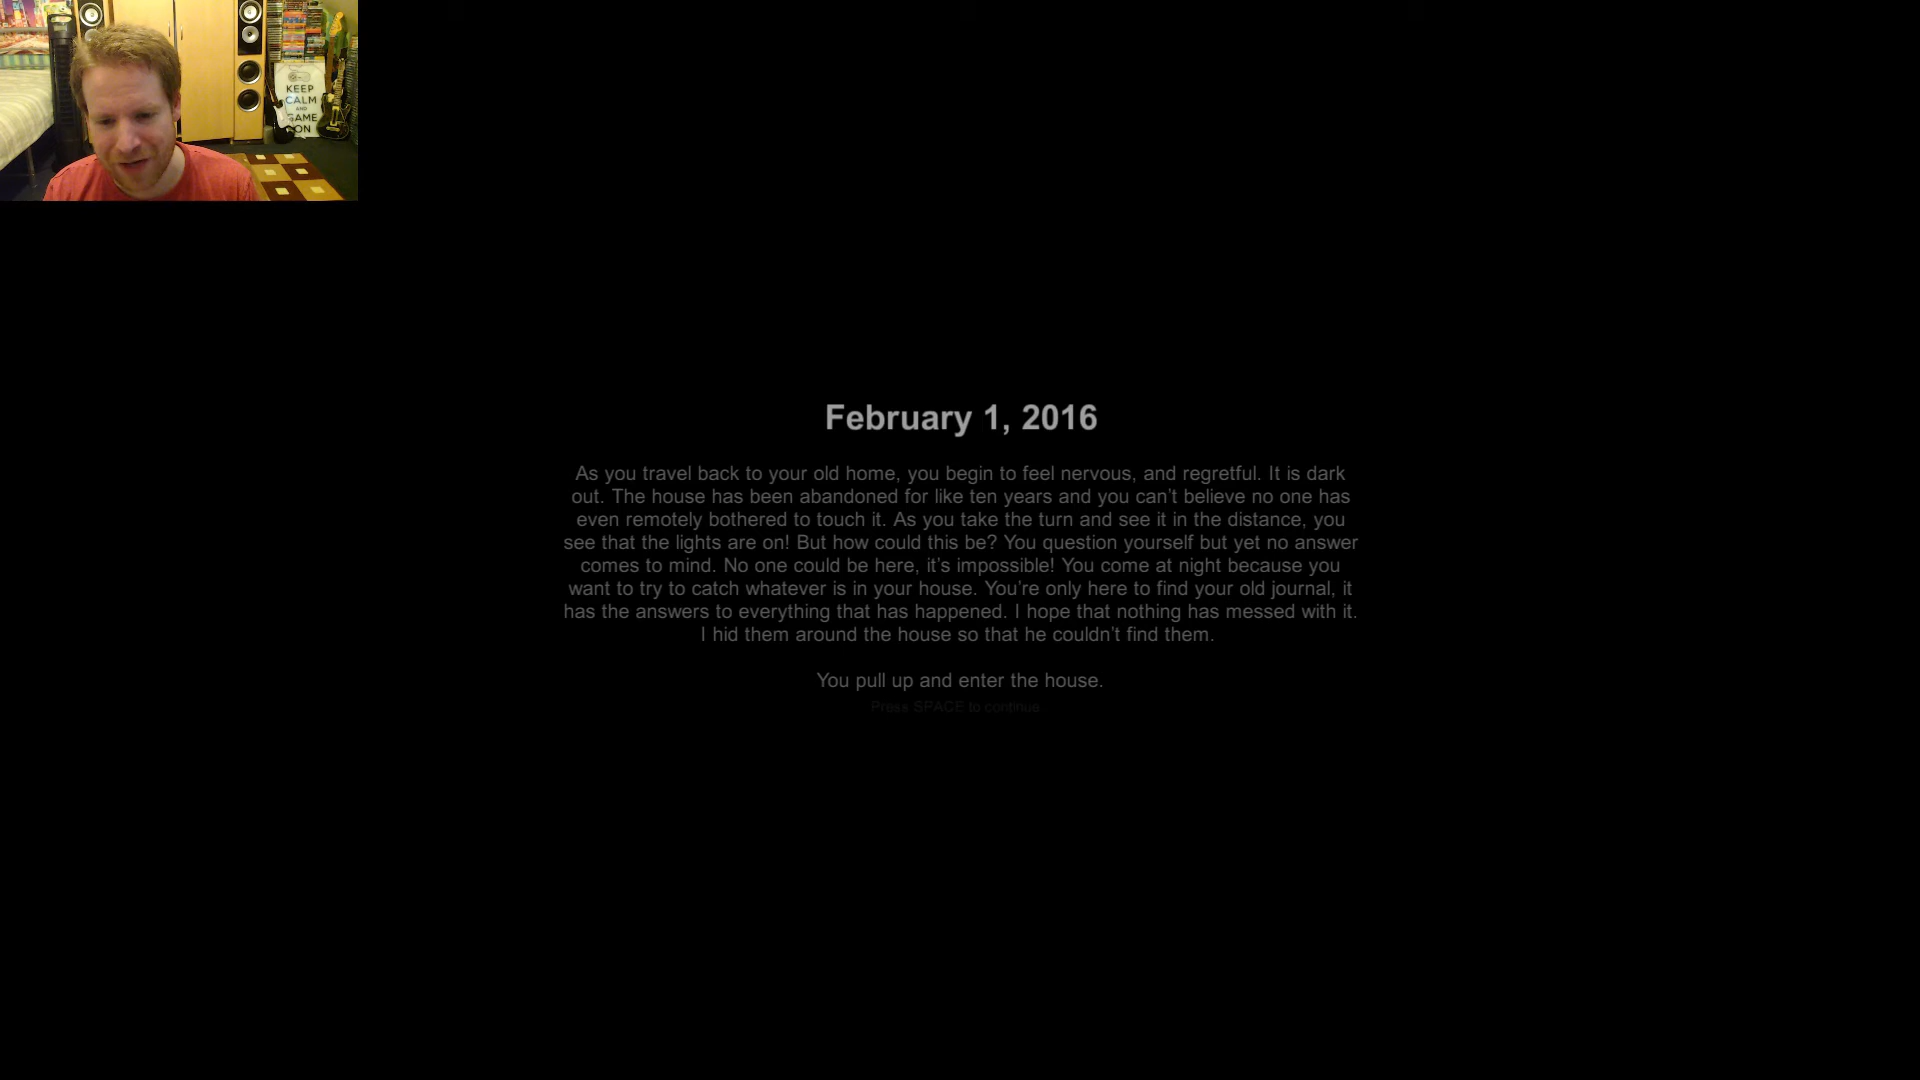 KEEP
CALM
AND
GAME
ON
February 1, 2016
As you travel back to your old home, you begin to feel nervous, and regretful. It is dark
out. The house has been abandoned for like ten years and you can't believe no one has
even remotely bothered to touch it. As you take the turn and see it in the distance, you
see that the lights are on! But how could this be? You question yourself but yet no answer
comes to mind. No one could be here, it's impossible! You come at night because you
want to try to catch whatever is in your house. You're only here to find your old journal, it
has the answers to everything that has happened. I hope that nothing has messed with it.
I hid them around the house so that he couldn't find them.
You pull up and enter the house.
Press SPACE to continue